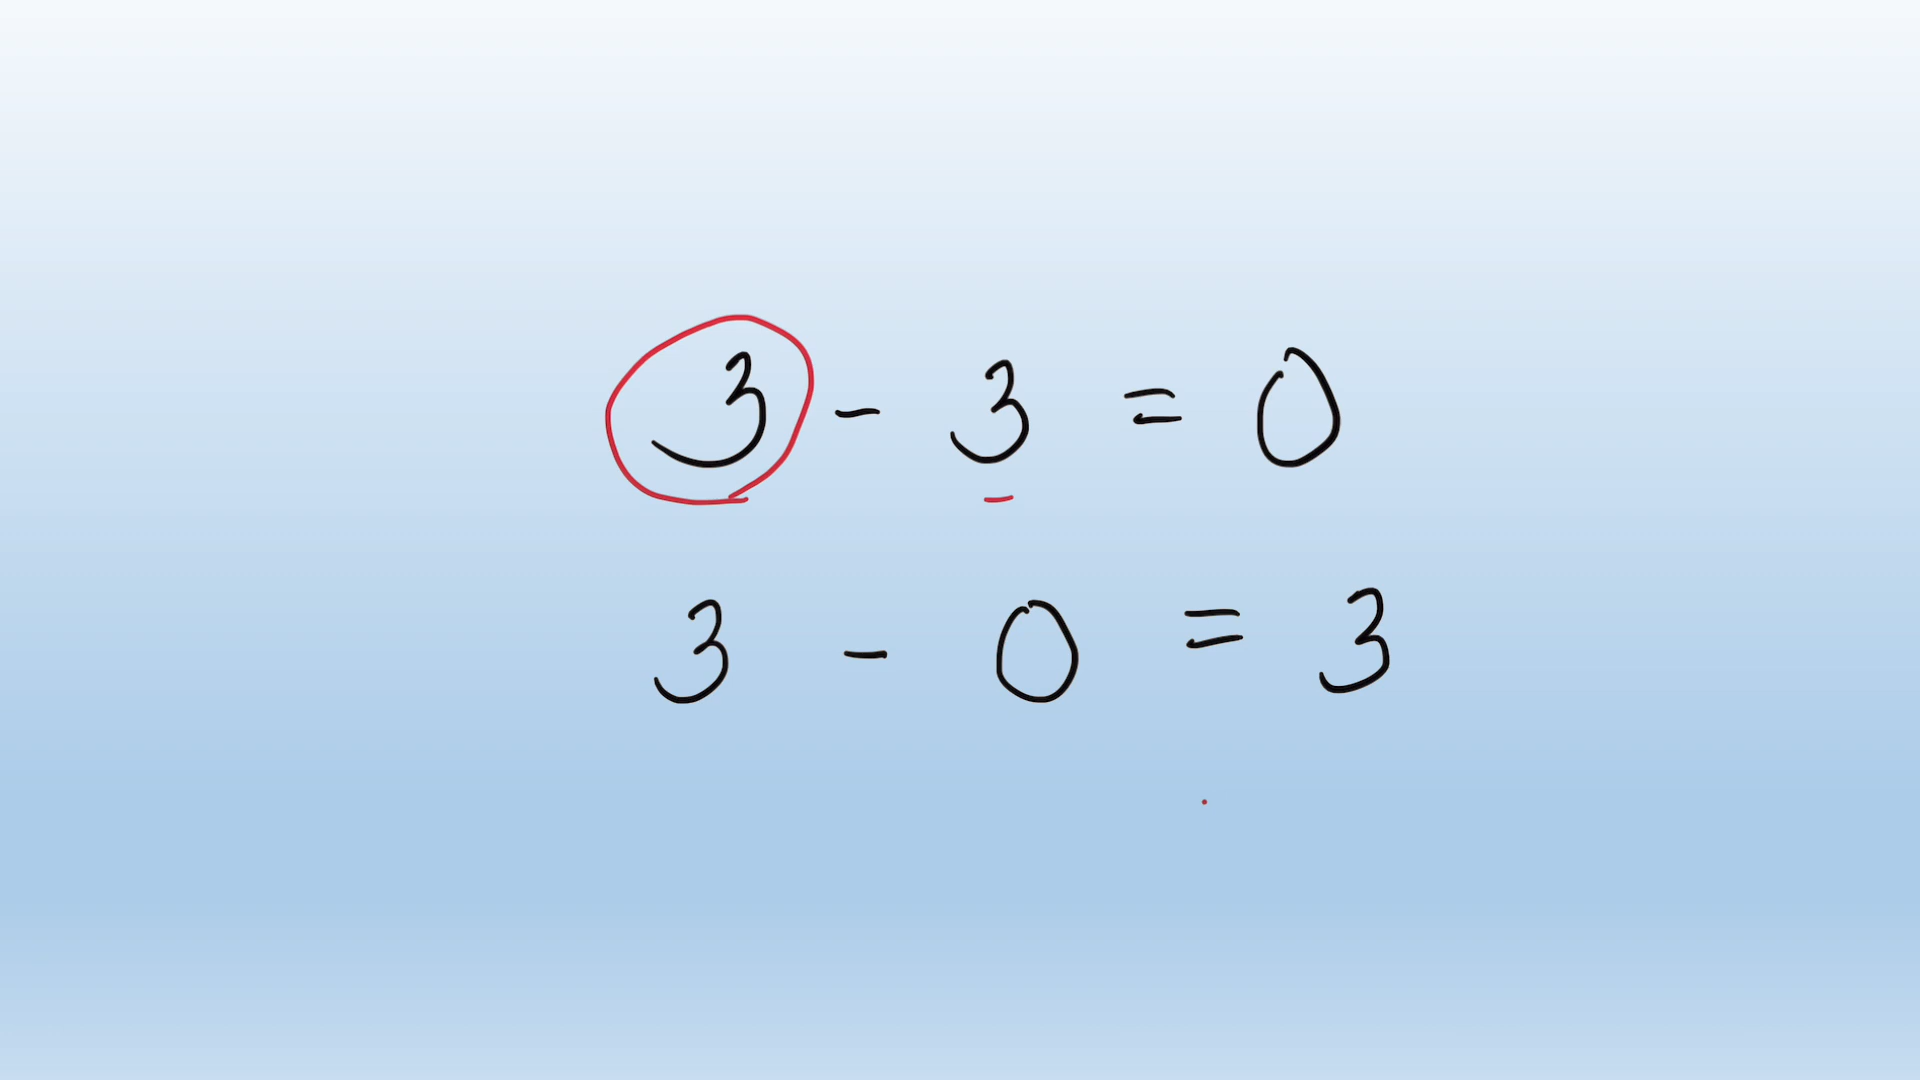 3 - 3 = 0
3 - 0 = 3